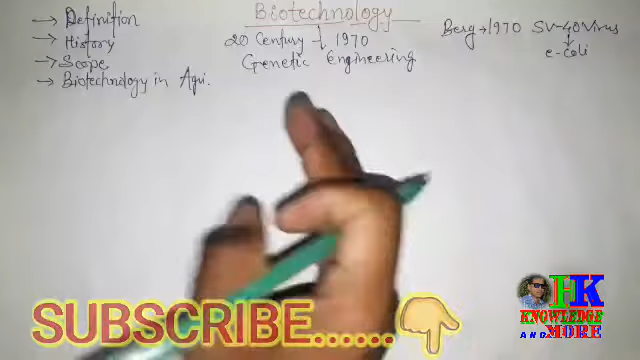 Biotechnology
→ Definition
→ History
→ Scope
→ Biotechnology in Agri.
20 Century → 1970
Genetic Engineering
Berg → 1970 SV-40 Virus
e-coli
SUBSCRIBE......
HK
KNOWLEDGE
AND MORE